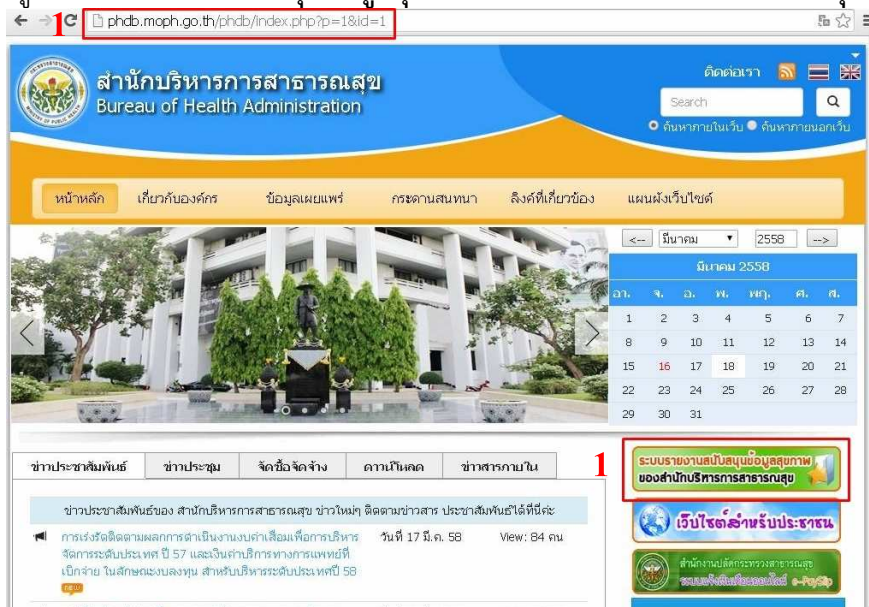 1 phdb.moph.go.th/phdb/index.php?p=1&id=1
สำนักบริหารการสาธารณสุข
Bureau of Health Administration
ติดต่อเรา
Search
ค้นหาภายในเว็บ ค้นหาภายนอกเว็บ
หน้าหลัก เกี่ยวกับองค์กร ข้อมูลเผยแพร่ กระดานสนทนา ลิงค์ที่เกี่ยวข้อง แผนผังเว็บไซต์
<-- มีนาคม 2558 -->
มีนาคม 2558
อา. จ. อ. พ. พฤ. ศ. ส.
1 2 3 4 5 6 7
8 9 10 11 12 13 14
15 16 17 18 19 20 21
22 23 24 25 26 27 28
29 30 31
ข่าวประชาสัมพันธ์ ข่าวประชุม จัดซื้อจัดจ้าง ดาวน์โหลด ข่าวสารภายใน
ข่าวประชาสัมพันธ์ของ สำนักบริหารการสาธารณสุข ข่าวใหม่ๆ ติดตามข่าวสาร ประชาสัมพันธ์ได้ที่นี่ค่ะ
การเร่งรัดติดตามผลการดำเนินงานงบค่าเสื่อมเพื่อการบริหาร วันที่ 17 มี.ค. 58 View: 84 คน
จัดการระดับประเทศ ปี 57 และเงินค่าบริการทางการแพทย์ที่
เบิกจ่าย ในลักษณะงบลงทุน สำหรับบริหารระดับประเทศปี 58
new
1
ระบบรายงานสนับสนุนข้อมูลสุขภาพ
ของสำนักบริหารการสาธารณสุข
เว็บไซต์สำหรับประชาชน
สำนักงานปลัดกระทรวงสาธารณสุข
ระบบแจ้งเงินเดือนออนไลน์ e-PaySlip